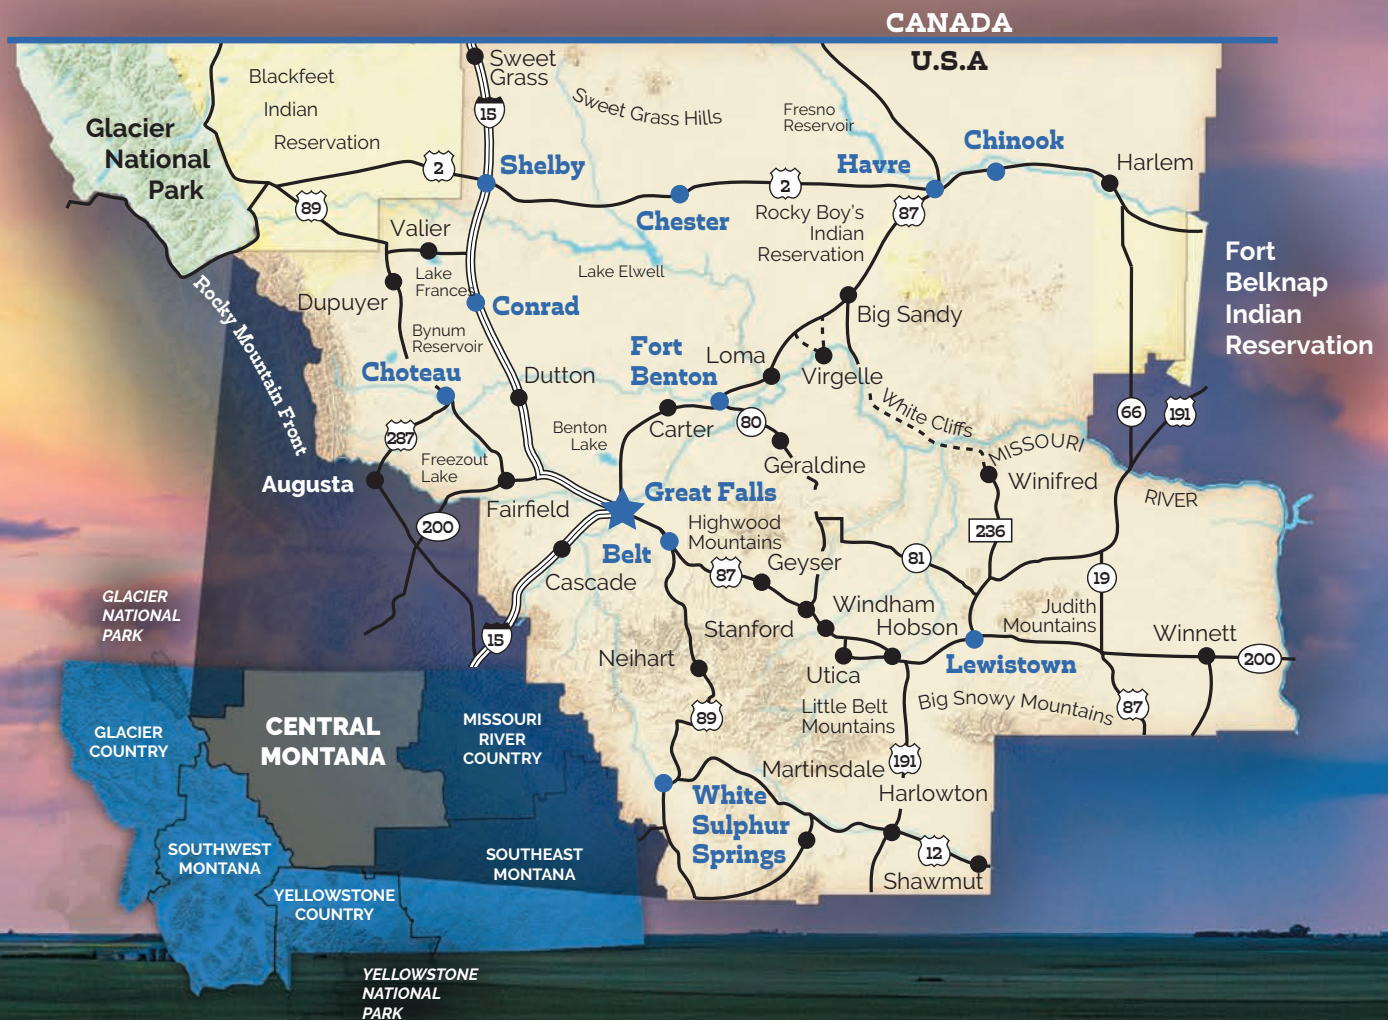 CANADA
U.S.A
Sweet
Grass
Blackfeet
Indian
Reservation
15
Sweet Grass Hills
Fresno
Reservoir
Glacier
National
Park
2
Shelby
Chester
2
Havre
Chinook
Harlem
89
Valier
87
Rocky Boy's
Indian
Reservation
Lake
Frances
Lake Elwell
Dupuyer
Conrad
Big Sandy
Fort
Belknap
Indian
Reservation
Rocky Mountain Front
Bynum
Reservoir
Choteau
Dutton
Fort
Benton
Loma
Virgelle
White Cliffs
66
191
287
Benton
Lake
Carter
80
Geraldine
MISSOURI
RIVER
Augusta
Freezout
Lake
Fairfield
Great Falls
Winifred
200
Belt
Highwood
Mountains
236
Cascade
87
Geyser
81
19
15
Stanford
Windham
Hobson
Judith
Mountains
Winnett
Neihart
Utica
Lewistown
200
89
Little Belt
Mountains
Big Snowy Mountains
87
Martinsdale
191
Harlowton
White
Sulphur
Springs
12
Shawmut
GLACIER
NATIONAL
PARK
GLACIER
COUNTRY
CENTRAL
MONTANA
MISSOURI
RIVER
COUNTRY
SOUTHWEST
MONTANA
SOUTHEAST
MONTANA
YELLOWSTONE
COUNTRY
YELLOWSTONE
NATIONAL
PARK